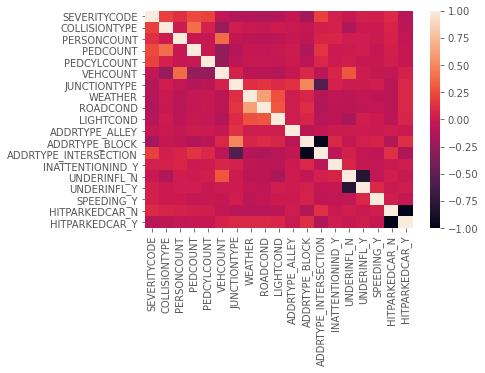 SEVERITYCODE
COLLISIONTYPE
PERSONCOUNT
PEDCOUNT
PEDCYLCOUNT
VEHCOUNT
JUNCTIONTYPE
WEATHER
ROADCOND
LIGHTCOND
ADDRTYPE_ALLEY
ADDRTYPE_BLOCK
ADDRTYPE_INTERSECTION
INATTENTIONIND_Y
UNDERINFL_N
UNDERINFL_Y
SPEEDING_Y
HITPARKEDCAR_N
HITPARKEDCAR_Y
SEVERITYCODE
COLLISIONTYPE
PERSONCOUNT
PEDCOUNT
PEDCYLCOUNT
VEHCOUNT
JUNCTIONTYPE
WEATHER
ROADCOND
LIGHTCOND
ADDRTYPE_ALLEY
ADDRTYPE_BLOCK
ADDRTYPE_INTERSECTION
INATTENTIONIND_Y
UNDERINFL_N
UNDERINFL_Y
SPEEDING_Y
HITPARKEDCAR_N
HITPARKEDCAR_Y
1.00
0.75
0.50
0.25
0.00
−0.25
−0.50
−0.75
−1.00